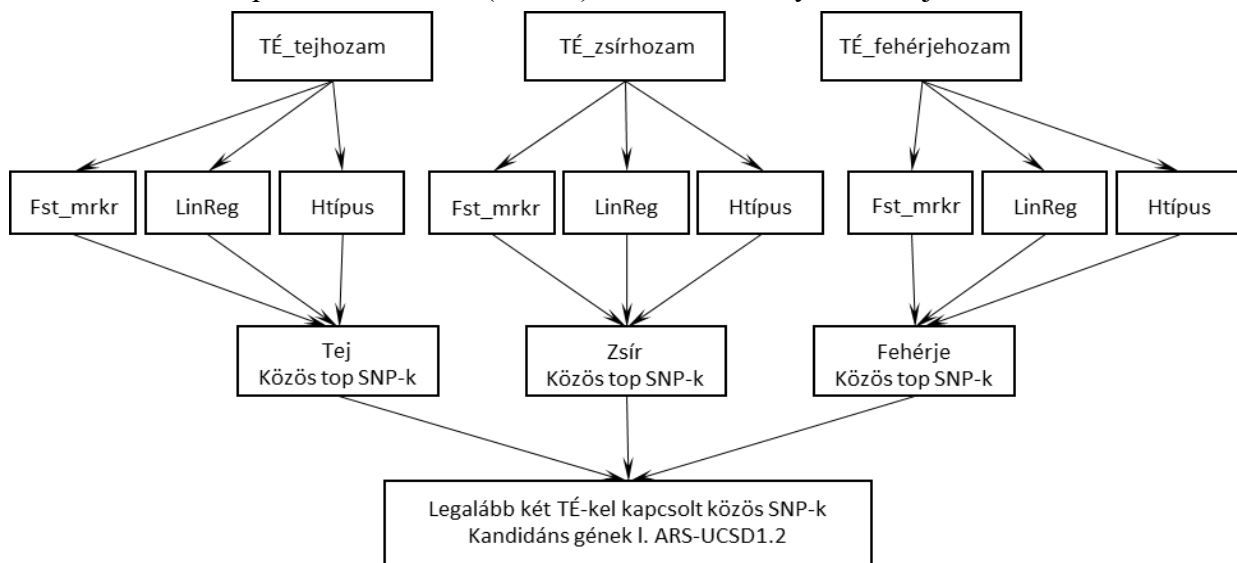 TÉ_tejhozam
TÉ_zsírhozam
TÉ_fehérjehozam
Fst_mrkr
LinReg
Htípus
Fst_mrkr
LinReg
Htípus
Fst_mrkr
LinReg
Htípus
Tej
Közös top SNP-k
Zsír
Közös top SNP-k
Fehérje
Közös top SNP-k
Legalább két TÉ-kel kapcsolt közös SNP-k
Kandidáns gének l. ARS-UCSD1.2